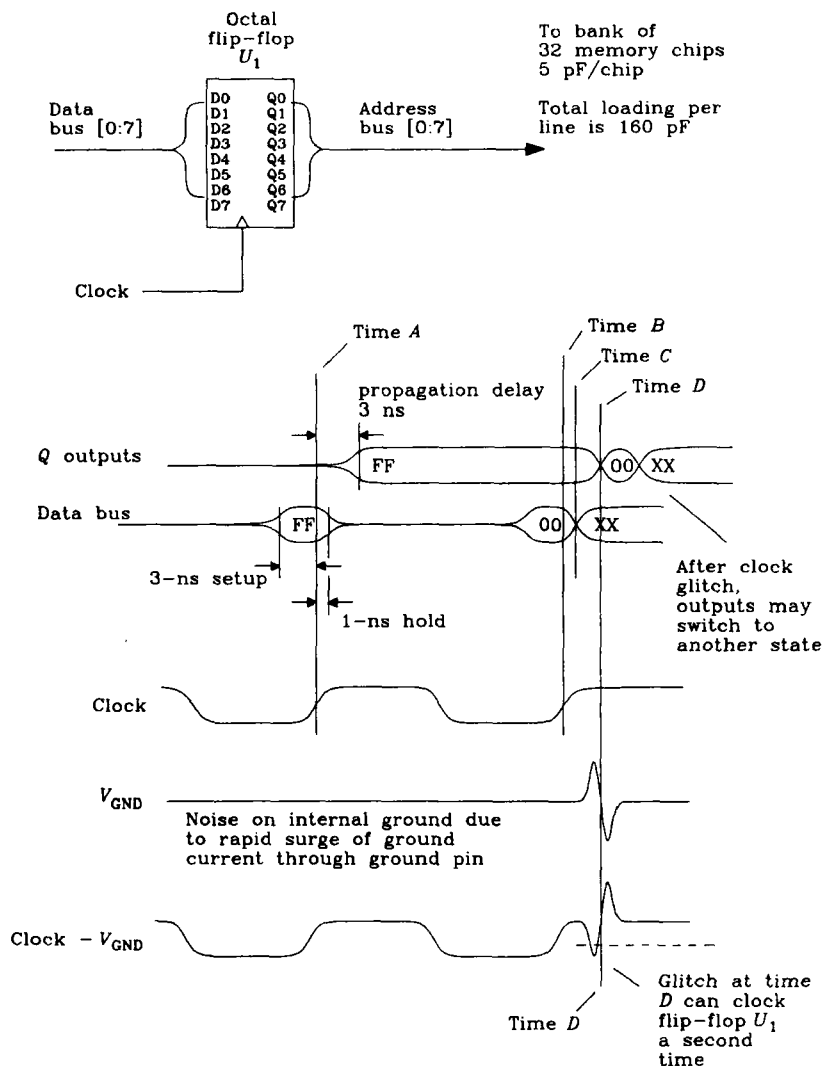 Octal
flip-flop
U1
To bank of
32 memory chips
5 pF/chip
Total loading per
line is 160 pF
Data
bus [0:7]
D0 Q0
D1 Q1
D2 Q2
D3 Q3
D4 Q4
D5 Q5
D6 Q6
D7 Q7
Address
bus [0:7]
Clock
Time A
Time B
Time C
Time D
propagation delay
3 ns
Q outputs
FF
00
XX
Data bus
FF
00
XX
3-ns setup
1-ns hold
After clock
glitch,
outputs may
switch to
another state
Clock
VGND
Noise on internal ground due
to rapid surge of ground
current through ground pin
Clock - VGND
Time D
Glitch at time
D can clock
flip-flop U1
a second
time